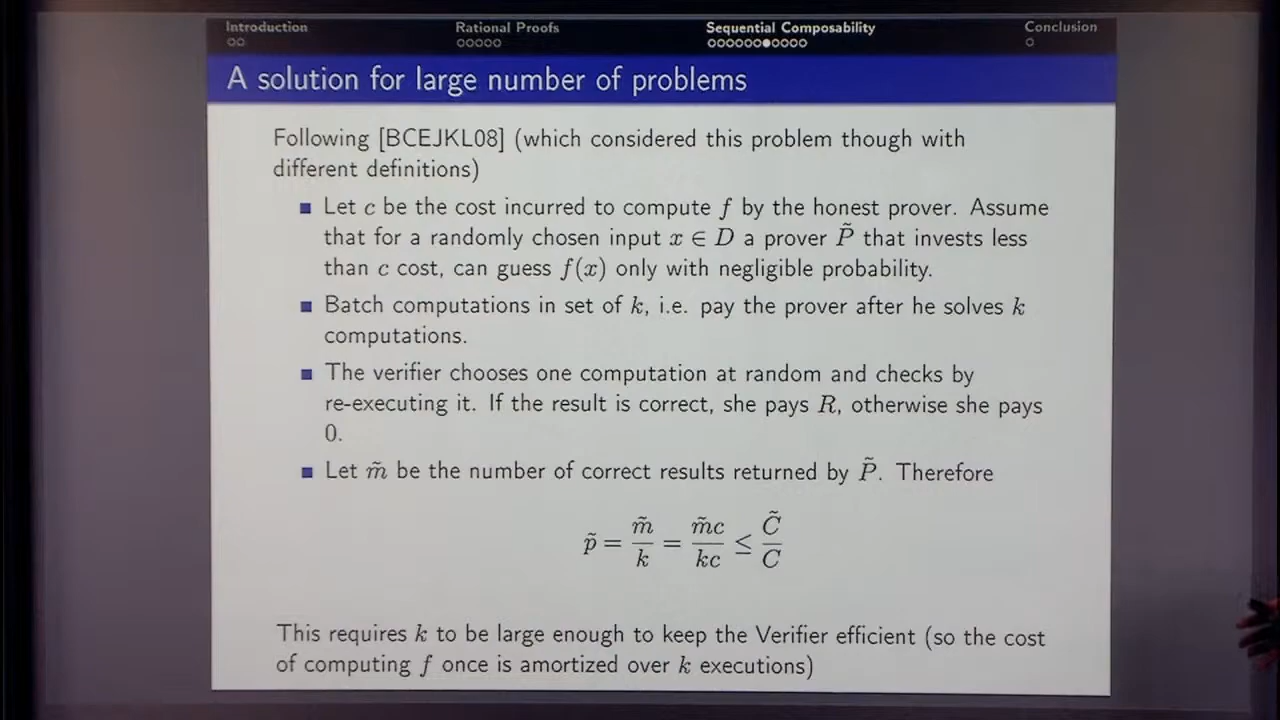 Introduction Rational Proofs Sequential Composability Conclusion
A solution for large number of problems
Following [BCEJKL08] (which considered this problem though with
different definitions)
Let c be the cost incurred to compute f by the honest prover. Assume
that for a randomly chosen input x ∈ D a prover P̃ that invests less
than c cost, can guess f(x) only with negligible probability.
Batch computations in set of k, i.e. pay the prover after he solves k
computations.
The verifier chooses one computation at random and checks by
re-executing it. If the result is correct, she pays R, otherwise she pays
0.
Let m̃ be the number of correct results returned by P̃. Therefore
p̃ = m̃/k = m̃c/kc ≤ C̃/C
This requires k to be large enough to keep the Verifier efficient (so the cost
of computing f once is amortized over k executions)